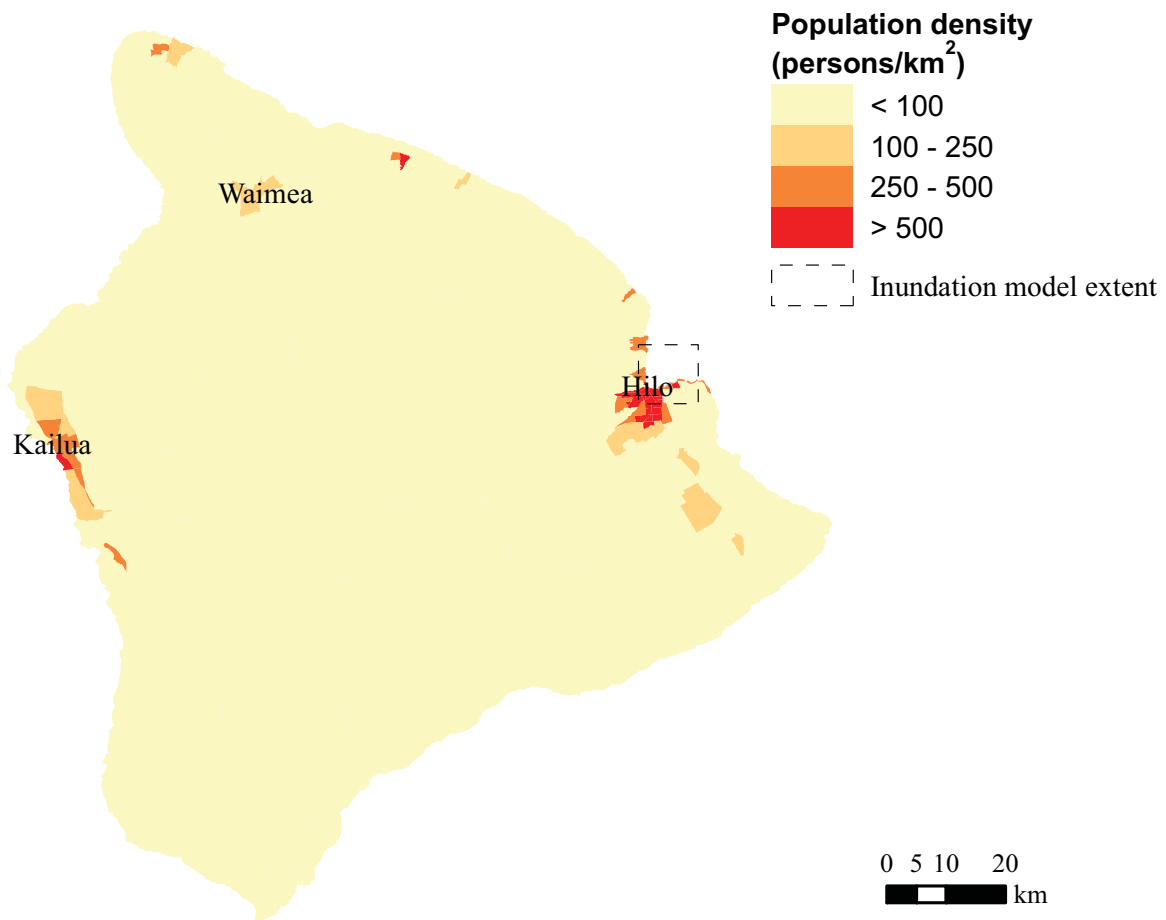 Population density
(persons/km²)
< 100
100 - 250
Waimea
250 - 500
> 500
Inundation model extent
Hilo
Kailua
0 5 10 20
km